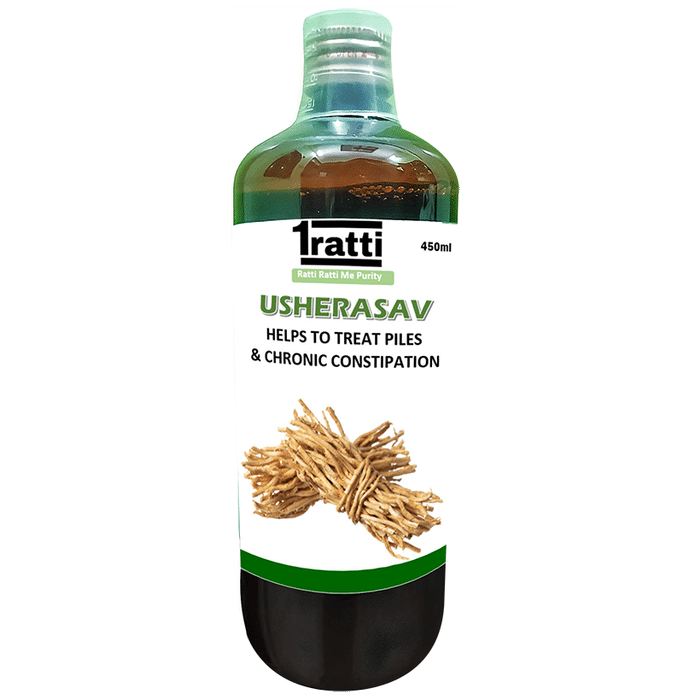 1ratti
450ml
Ratti Ratti Me Purity
USHERASAV
HELPS TO TREAT PILES
& CHRONIC CONSTIPATION